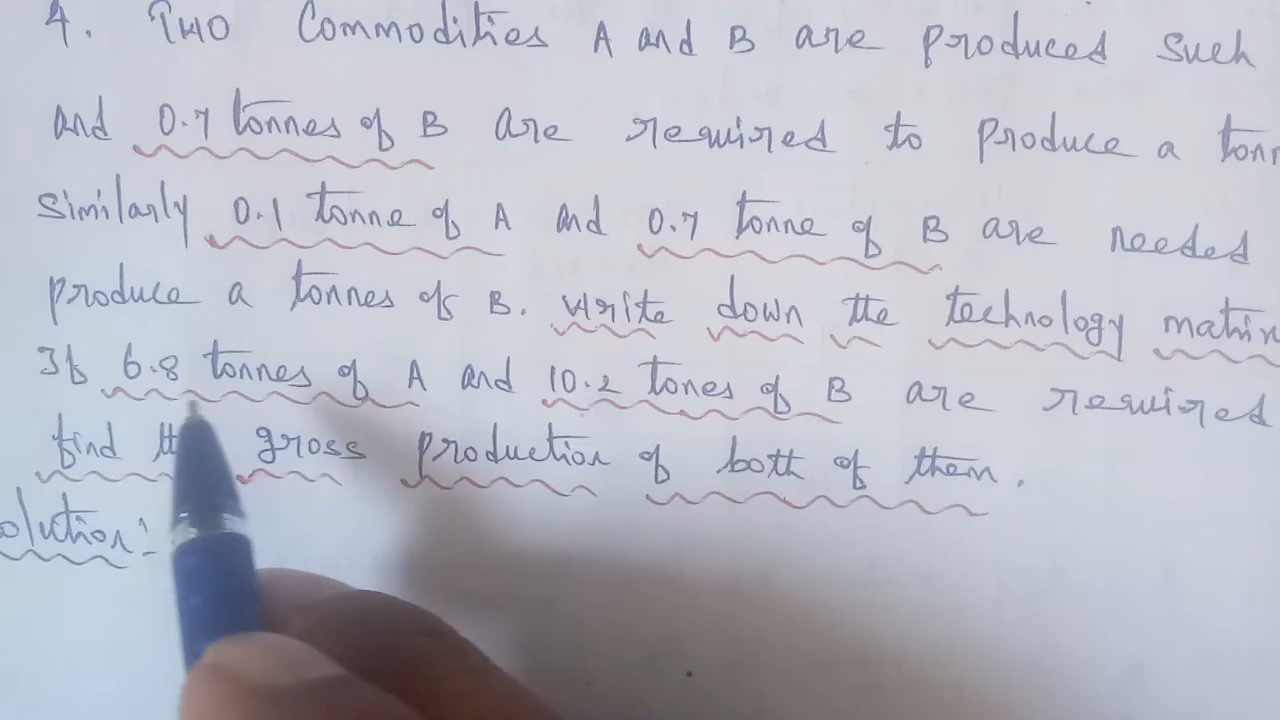 4. Two Commodities A and B are produced such
and 0.7 tonnes of B are required to produce a
Similarly 0.1 tonne of A and 0.7 tonne of B are needed
produce a tonnes of B. Write down the technology
If 6.8 tonnes of A and 10.2 tones of B are required
find gross production of both of them.